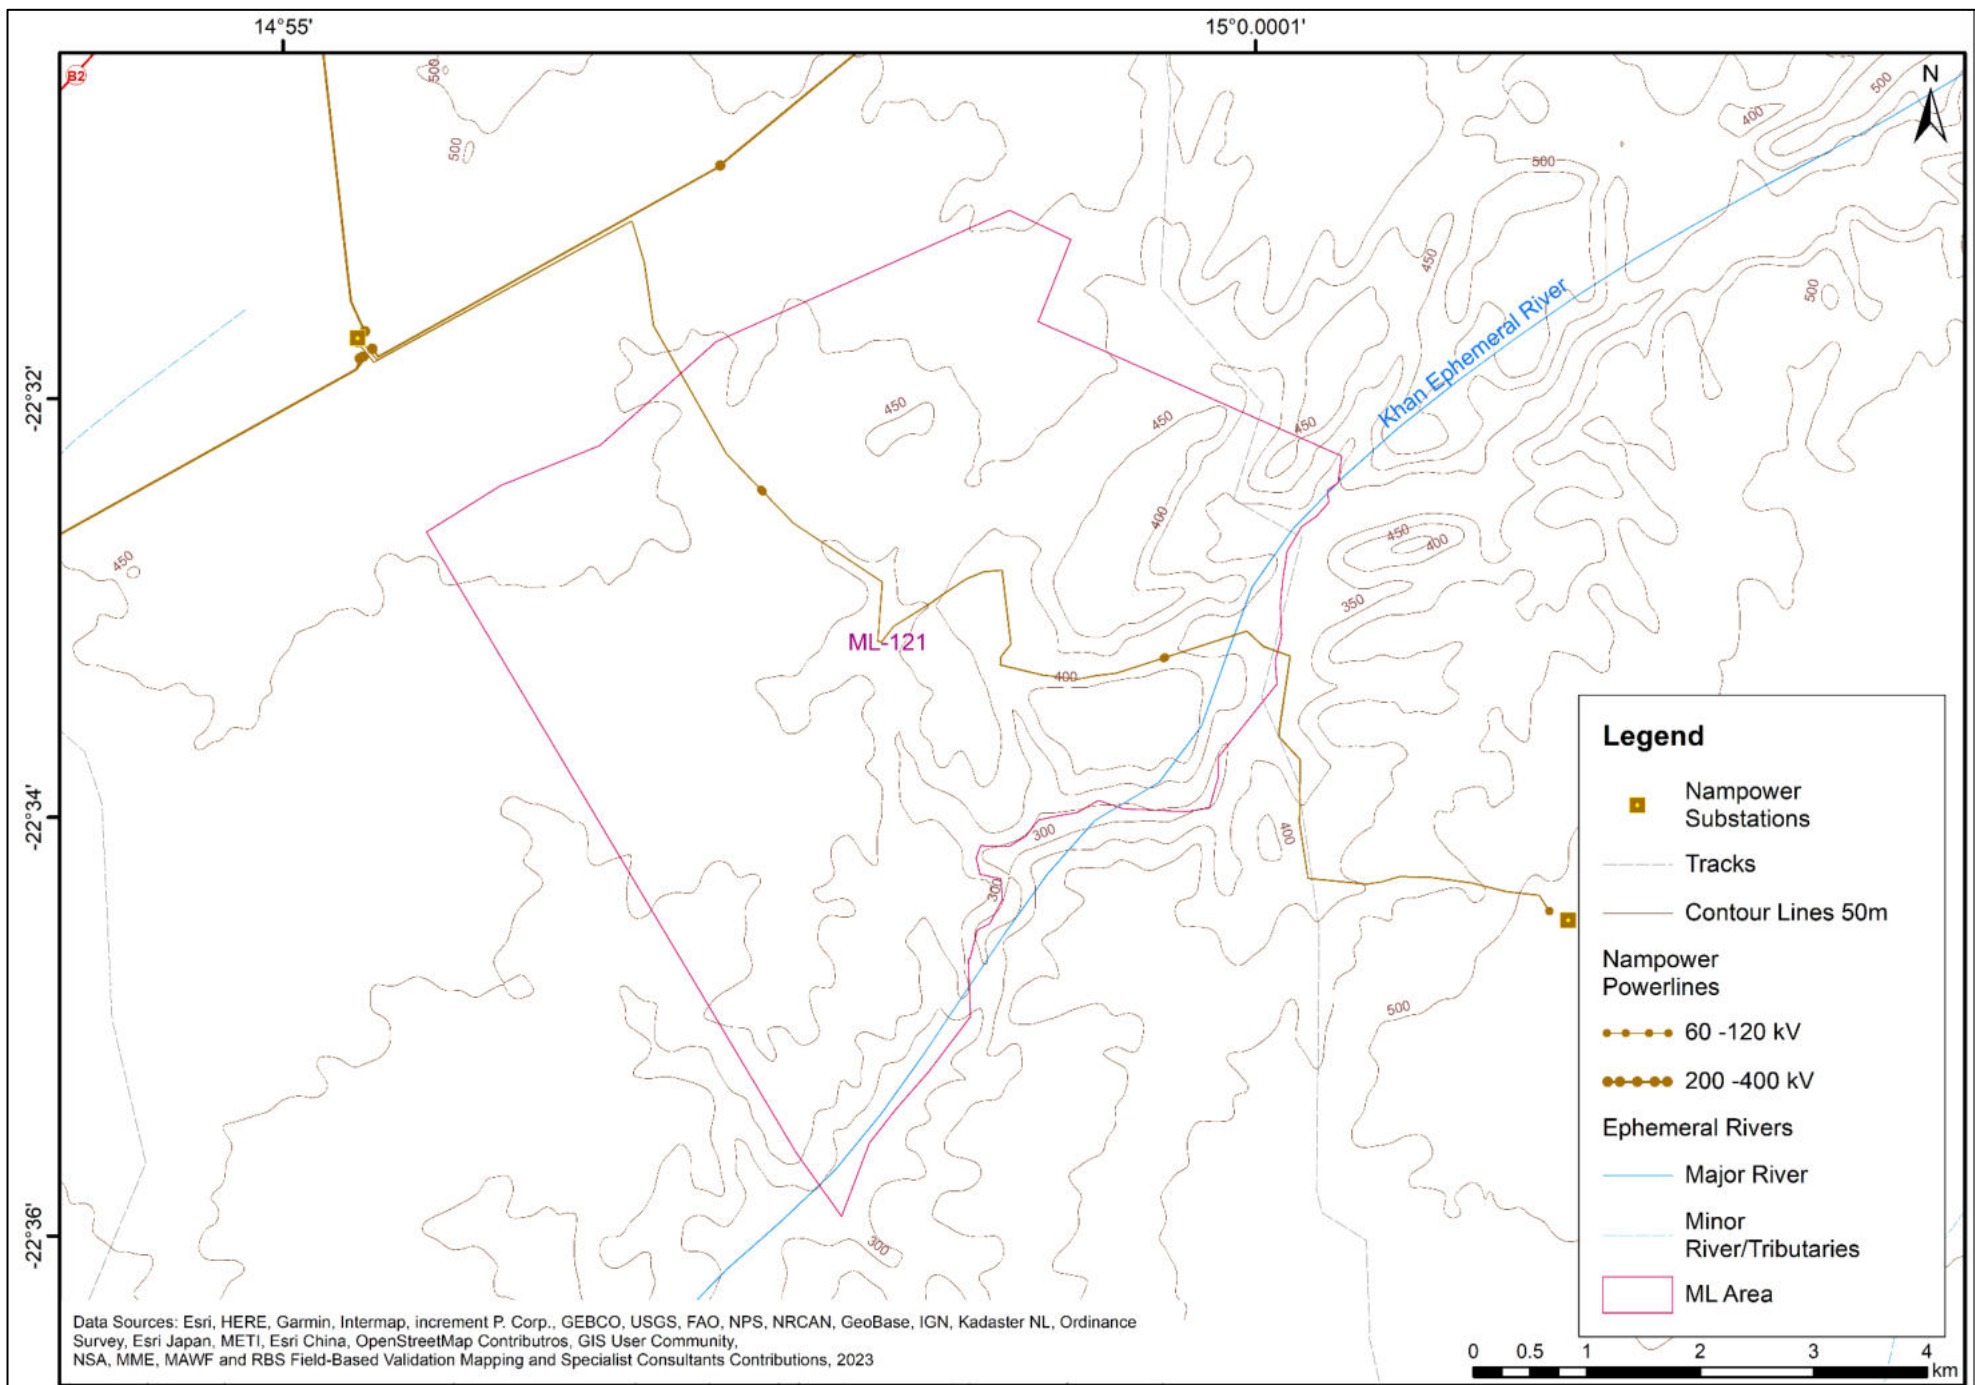 14°55'
15°0.0001'
B2
N
500
500
500
400
500
450
500
Khan Ephemeral River
-22°32'
450
450
450
450
400
450
400
350
ML-121
400
-22°34'
300
400
300
500
-22°36'
300
Legend
Nampower
Substations
Tracks
Contour Lines 50m
Nampower
Powerlines
60 -120 kV
200 -400 kV
Ephemeral Rivers
Major River
Minor
River/Tributaries
ML Area
Data Sources: Esri, HERE, Garmin, Intermap, increment P. Corp., GEBCO, USGS, FAO, NPS, NRCAN, GeoBase, IGN, Kadaster NL, Ordinance
Survey, Esri Japan, METI, Esri China, OpenStreetMap Contributros, GIS User Community,
NSA, MME, MAWF and RBS Field-Based Validation Mapping and Specialist Consultants Contributions, 2023
0 0.5 1 2 3 4
km